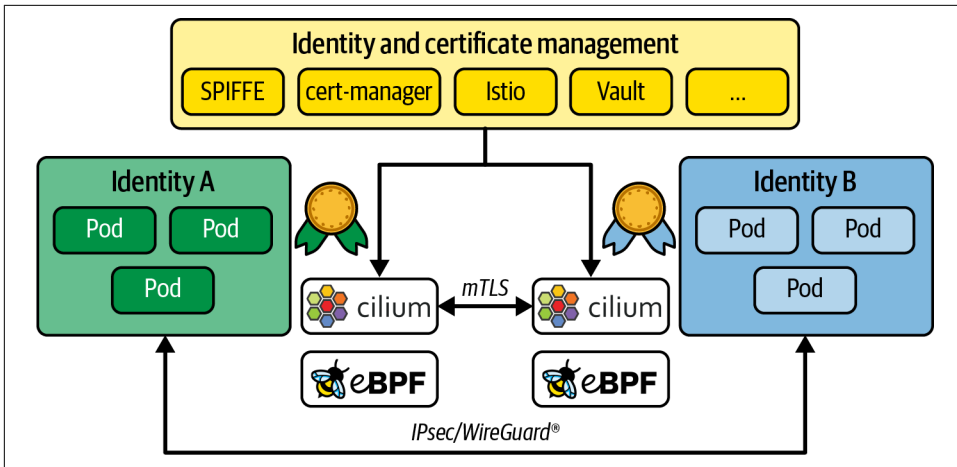 Identity and certificate management
SPIFFE
cert-manager
Istio
Vault
...
Identity A
Pod
Pod
Pod
Identity B
Pod
Pod
Pod
cilium
mTLS
cilium
eBPF
eBPF
IPsec/WireGuard®